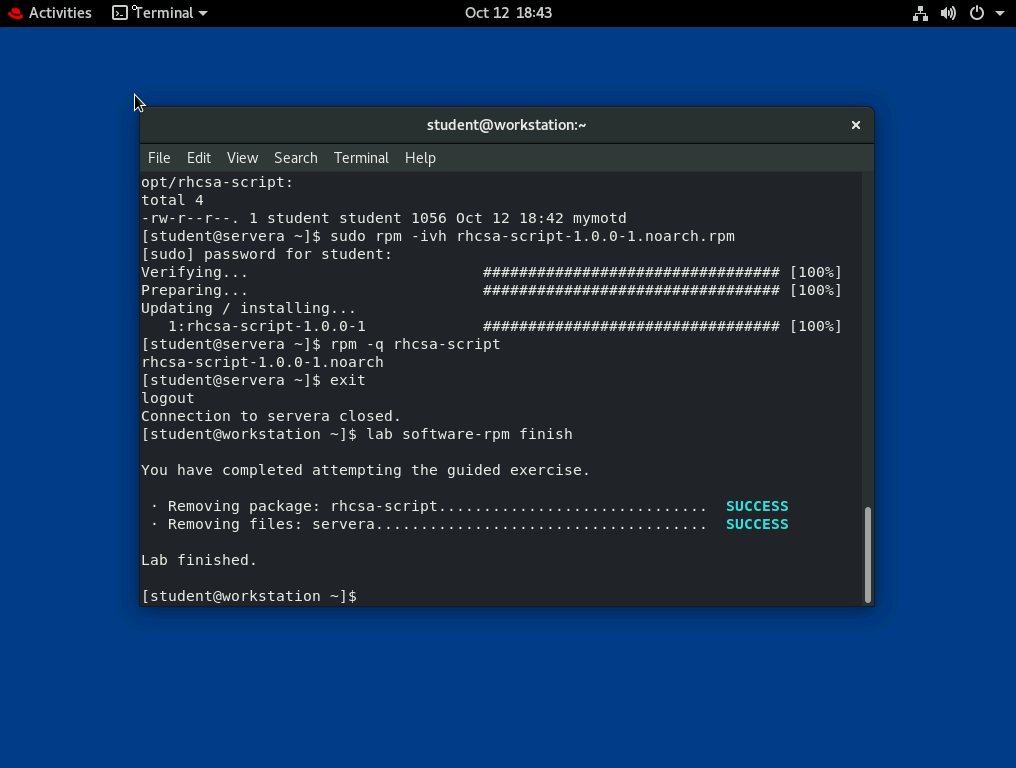 Activities Terminal Oct 12 18:43
student@workstation:~
File Edit View Search Terminal Help
opt/rhcsa-script:
total 4
-rw-r--r--. 1 student student 1056 Oct 12 18:42 mymotd
[student@servera ~]$ sudo rpm -ivh rhcsa-script-1.0.0-1.noarch.rpm
[sudo] password for student:
Verifying...                          ################################# [100%]
Preparing...                          ################################# [100%]
Updating / installing...
   1:rhcsa-script-1.0.0-1             ################################# [100%]
[student@servera ~]$ rpm -q rhcsa-script
rhcsa-script-1.0.0-1.noarch
[student@servera ~]$ exit
logout
Connection to servera closed.
[student@workstation ~]$ lab software-rpm finish
You have completed attempting the guided exercise.
 · Removing package: rhcsa-script..............................  SUCCESS
 · Removing files: servera.....................................  SUCCESS
Lab finished.
[student@workstation ~]$